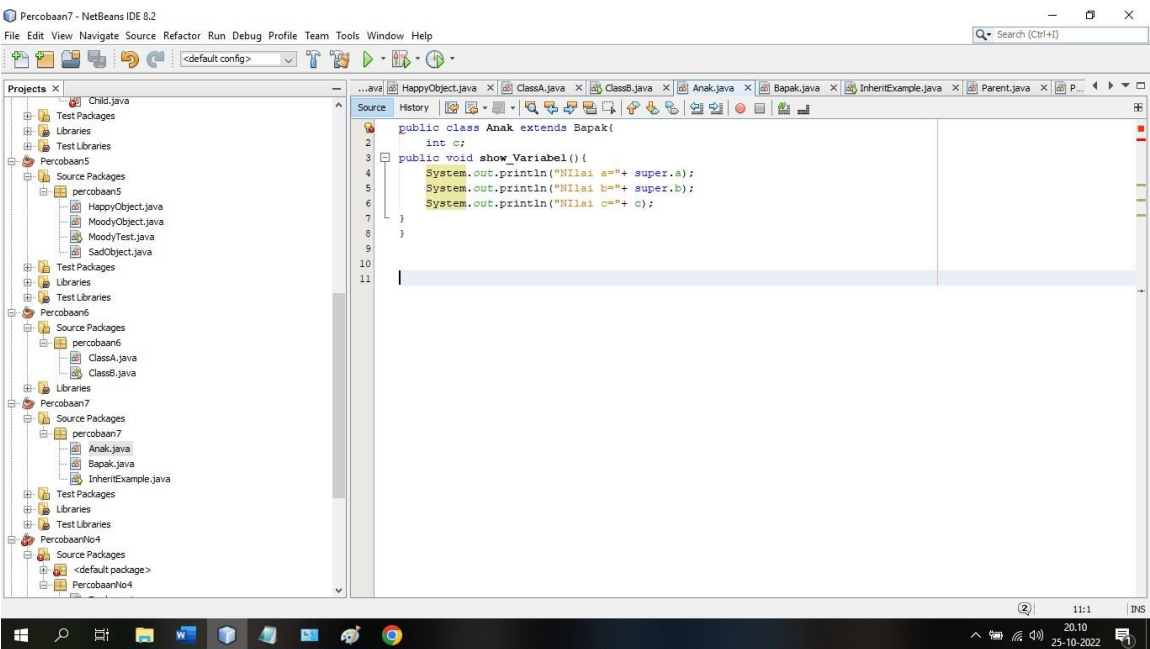 Percobaan7 - NetBeans IDE 8.2
File Edit View Navigate Source Refactor Run Debug Profile Team Tools Window Help
Search (Ctrl+I)
<default config>
Projects
...ava HappyObject.java ClassA.java ClassB.java Anak.java Bapak.java InheritExample.java Parent.java P...
Source History
Child.java
Test Packages
Libraries
Test Libraries
Percobaan5
Source Packages
percobaan5
HappyObject.java
MoodyObject.java
MoodyTest.java
SadObject.java
Test Packages
Libraries
Test Libraries
Percobaan6
Source Packages
percobaan6
ClassA.java
ClassB.java
Libraries
Percobaan7
Source Packages
percobaan7
Anak.java
Bapak.java
InheritExample.java
Test Packages
Libraries
Test Libraries
PercobaanNo4
Source Packages
<default package>
PercobaanNo4
public class Anak extends Bapak{
2 int c;
3 public void show_Variabel(){
4 System.out.println("NIlai a="+ super.a);
5 System.out.println("NIlai b="+ super.b);
6 System.out.println("NIlai c="+ c);
7 }
8 }
9
10
11
2 11:1 INS
20.10
25-10-2022